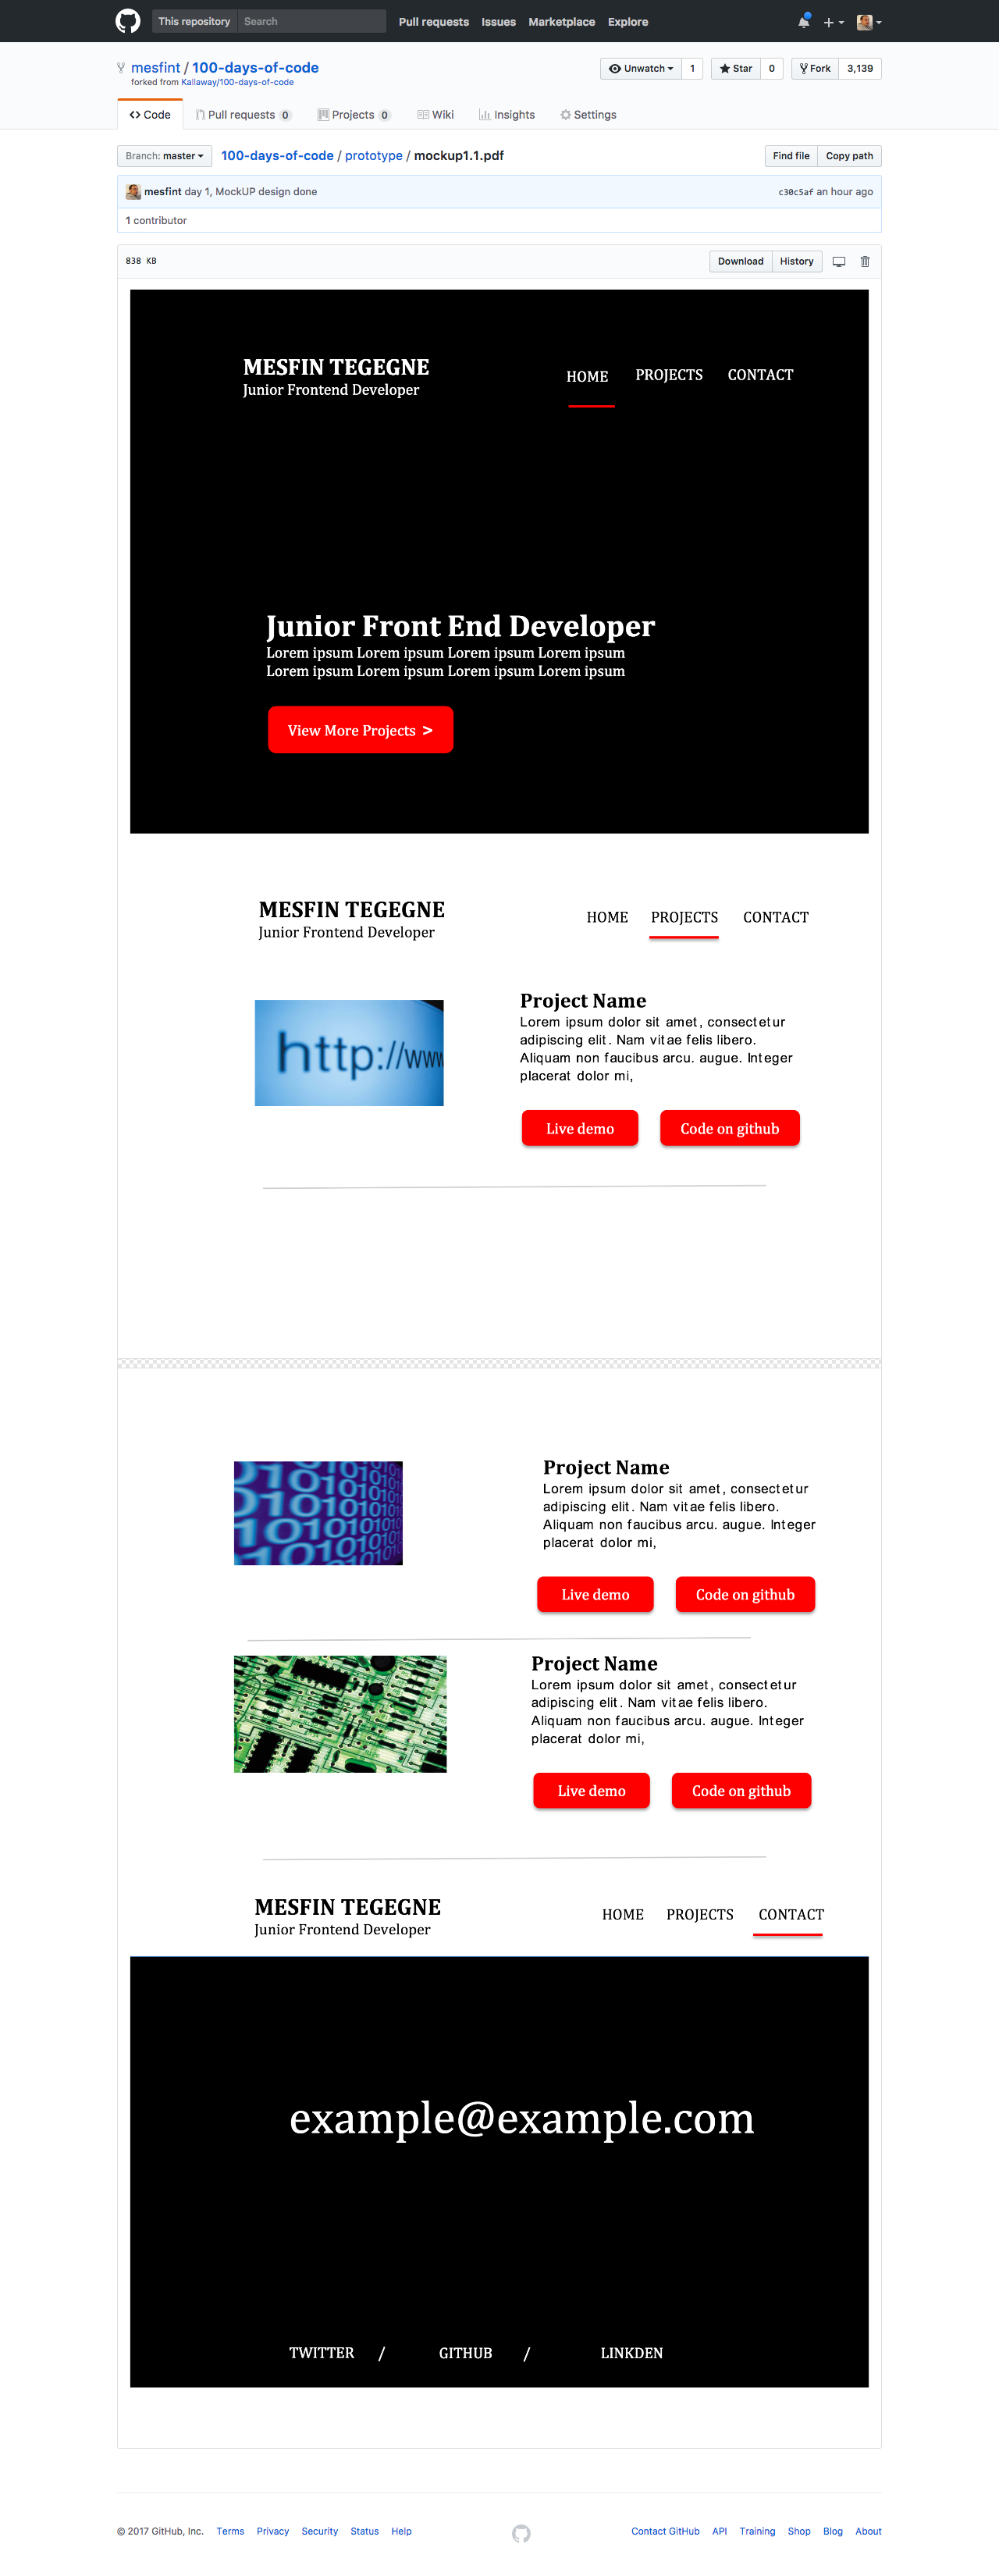 This repository Search Pull requests Issues Marketplace Explore
mesfint / 100-days-of-code
forked from Kallaway/100-days-of-code
Unwatch 1 Star 0 Fork 3,139
Code Pull requests 0 Projects 0 Wiki Insights Settings
Branch: master 100-days-of-code / prototype / mockup1.1.pdf Find file Copy path
mesfint day 1, MockUP design done c30c5af an hour ago
1 contributor
838 KB Download History
MESFIN TEGEGNE
Junior Frontend Developer
HOME PROJECTS CONTACT
Junior Front End Developer
Lorem ipsum Lorem ipsum Lorem ipsum Lorem ipsum
Lorem ipsum Lorem ipsum Lorem ipsum Lorem ipsum
View More Projects >
MESFIN TEGEGNE
Junior Frontend Developer
HOME PROJECTS CONTACT
http://www
Project Name
Lorem ipsum dolor sit amet, consectetur
adipiscing elit. Nam vitae felis libero.
Aliquam non faucibus arcu. augue. Integer
placerat dolor mi,
Live demo Code on github
Project Name
Lorem ipsum dolor sit amet, consectetur
adipiscing elit. Nam vitae felis libero.
Aliquam non faucibus arcu. augue. Integer
placerat dolor mi,
Live demo Code on github
Project Name
Lorem ipsum dolor sit amet, consectetur
adipiscing elit. Nam vitae felis libero.
Aliquam non faucibus arcu. augue. Integer
placerat dolor mi,
Live demo Code on github
MESFIN TEGEGNE
Junior Frontend Developer
HOME PROJECTS CONTACT
example@example.com
TWITTER / GITHUB / LINKDEN
© 2017 GitHub, Inc. Terms Privacy Security Status Help Contact GitHub API Training Shop Blog About